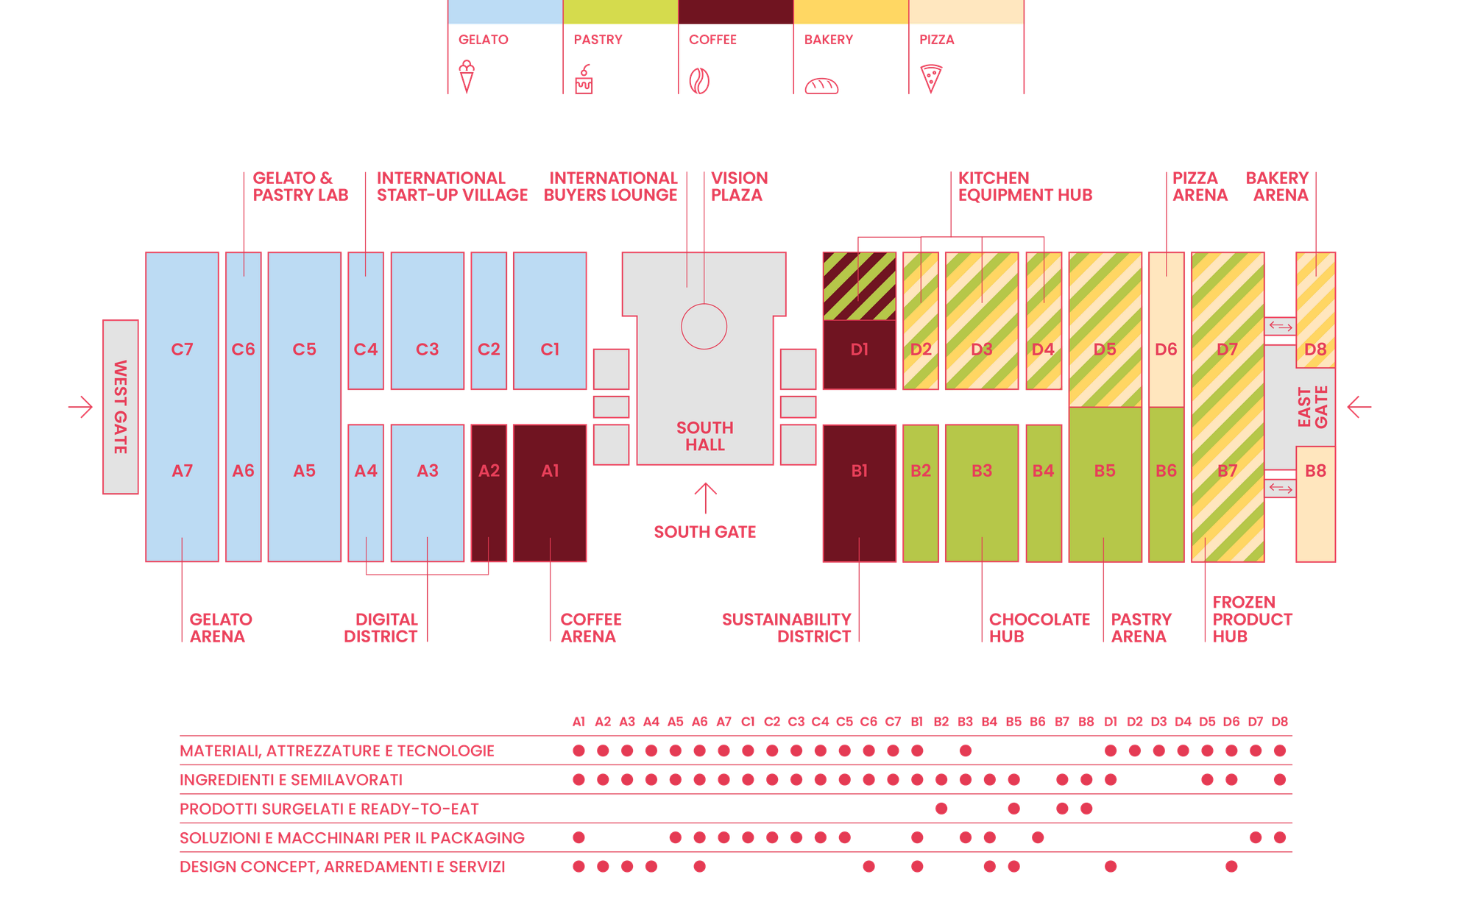 GELATO
PASTRY
COFFEE
BAKERY
PIZZA
GELATO &
PASTRY LAB
INTERNATIONAL
START-UP VILLAGE
INTERNATIONAL
BUYERS LOUNGE
VISION
PLAZA
KITCHEN
EQUIPMENT HUB
PIZZA
ARENA
BAKERY
ARENA
C7
C6
C5
C4
C3
C2
C1
D1
D2
D3
D4
D5
D6
D7
D8
WEST GATE
SOUTH
HALL
EAST
GATE
A7
A6
A5
A4
A3
A2
A1
B1
B2
B3
B4
B5
B6
B7
B8
SOUTH GATE
GELATO
ARENA
DIGITAL
DISTRICT
COFFEE
ARENA
SUSTAINABILITY
DISTRICT
CHOCOLATE
HUB
PASTRY
ARENA
FROZEN
PRODUCT
HUB
A1 A2 A3 A4 A5 A6 A7 C1 C2 C3 C4 C5 C6 C7 B1 B2 B3 B4 B5 B6 B7 B8 D1 D2 D3 D4 D5 D6 D7 D8
MATERIALI, ATTREZZATURE E TECNOLOGIE
INGREDIENTI E SEMILAVORATI
PRODOTTI SURGELATI E READY-TO-EAT
SOLUZIONI E MACCHINARI PER IL PACKAGING
DESIGN CONCEPT, ARREDAMENTI E SERVIZI